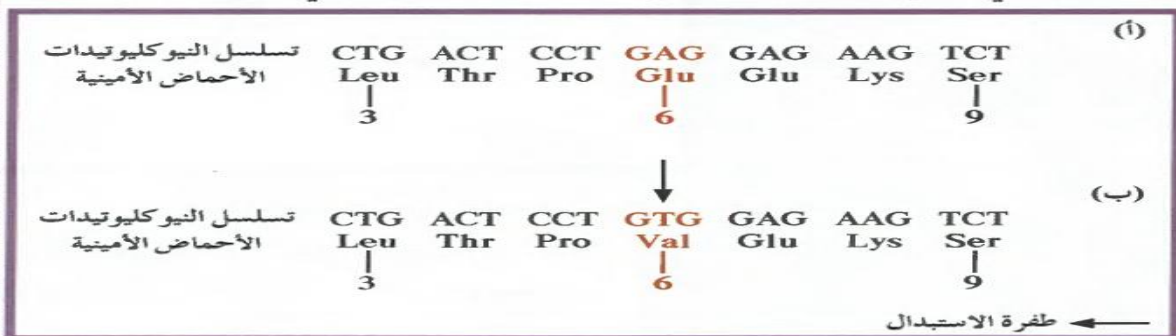 (أ)
تسلسل النيوكليوتيدات CTG ACT CCT GAG GAG AAG TCT
الأحماض الأمينية Leu Thr Pro Glu Glu Lys Ser
3 6 9
(ب)
تسلسل النيوكليوتيدات CTG ACT CCT GTG GAG AAG TCT
الأحماض الأمينية Leu Thr Pro Val Glu Lys Ser
3 6 9
طفرة الاستبدال